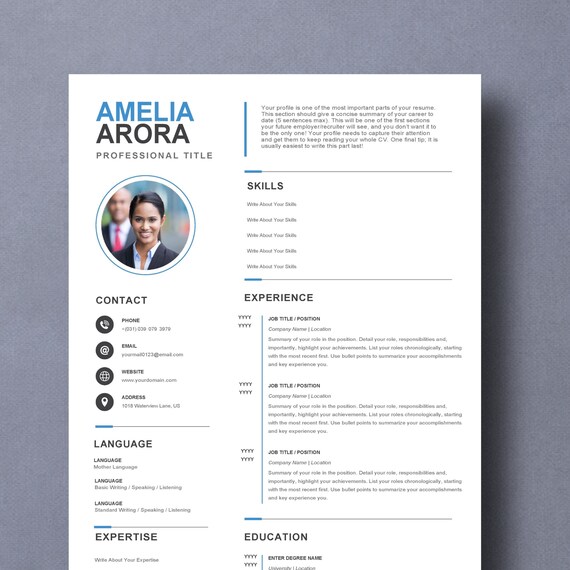 AMELIA
ARORA
PROFESSIONAL TITLE
Your profile is one of the most important parts of your resume.
This section should give a concise summary of your career to
date (5 sentences max). This will be one of the first sections
your future employer/recruiter will see, and you don't want it to
be the only one! Your profile needs to capture their attention
and get them to keep reading your whole CV. One final tip: It is
usually easiest to write this part last!
SKILLS
Write About Your Skills
Write About Your Skills
Write About Your Skills
Write About Your Skills
Write About Your Skills
CONTACT
PHONE
+(031) 039 079 3979
EMAIL
yourmail0123@email.com
WEBSITE
www.yourdomain.com
ADDRESS
1018 Waterview Lane, US
LANGUAGE
LANGUAGE
Mother Language
LANGUAGE
Basic Writing / Speaking / Listening
LANGUAGE
Standard Writing / Speaking / Listening
EXPERTISE
Write About Your Expertise
EXPERIENCE
YYYY
YYYY
JOB TITLE / POSITION
Company Name | Location
Summary of your role in the position. Detail your role, responsibilities and,
importantly, highlight your achievements. List your roles chronologically, starting
with the most recent first. Use bullet points to summarize your accomplishments
and key experience you.
YYYY
YYYY
JOB TITLE / POSITION
Company Name | Location
Summary of your role in the position. Detail your role, responsibilities and,
importantly, highlight your achievements. List your roles chronologically, starting
with the most recent first. Use bullet points to summarize your accomplishments
and key experience you.
YYYY
YYYY
JOB TITLE / POSITION
Company Name | Location
Summary of your role in the position. Detail your role, responsibilities and,
importantly, highlight your achievements. List your roles chronologically, starting
with the most recent first. Use bullet points to summarize your accomplishments
and key experience you.
EDUCATION
YYYY
YYYY
ENTER DEGREE NAME
University | Location